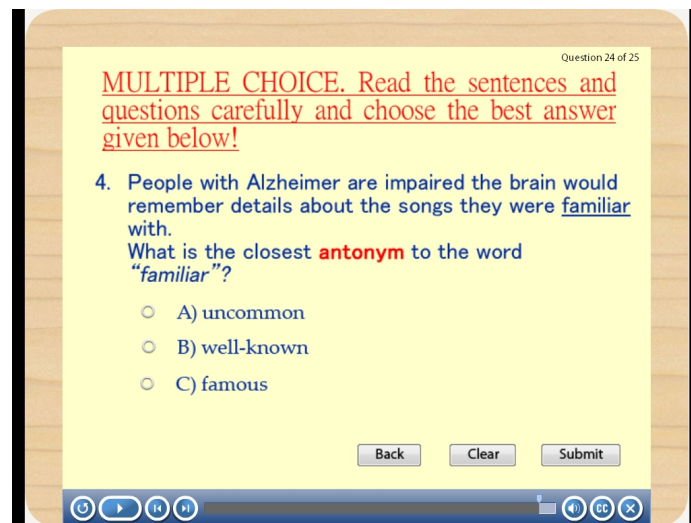 Question 24 of 25
MULTIPLE CHOICE. Read the sentences and
questions carefully and choose the best answer
given below!
4. People with Alzheimer are impaired the brain would
remember details about the songs they were familiar
with.
What is the closest antonym to the word
“familiar”?
A) uncommon
B) well-known
C) famous
Back Clear Submit
CC